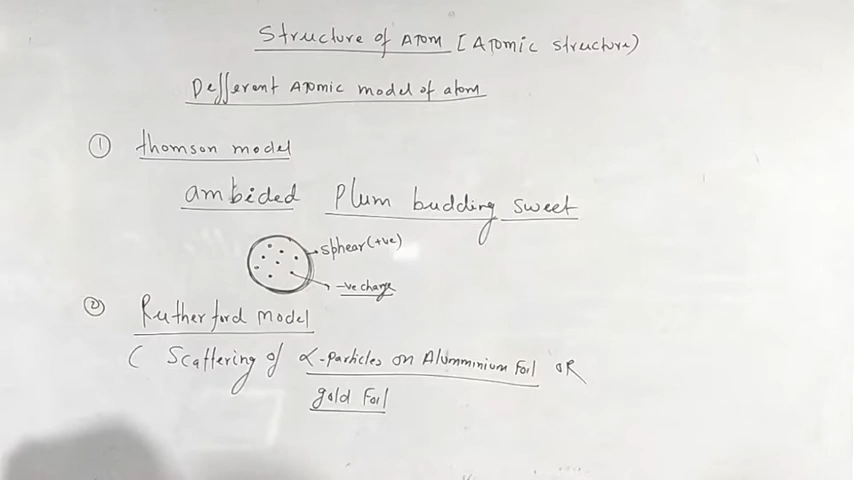 Structure of Atom [Atomic structure)
Defferent Atomic model of atom
① thomson model
ambided Plum budding sweet
sphear (+ve)
-ve charge
② Rutherford model
( Scattering of α-particles on Alumminium Foil OR
gold Foil